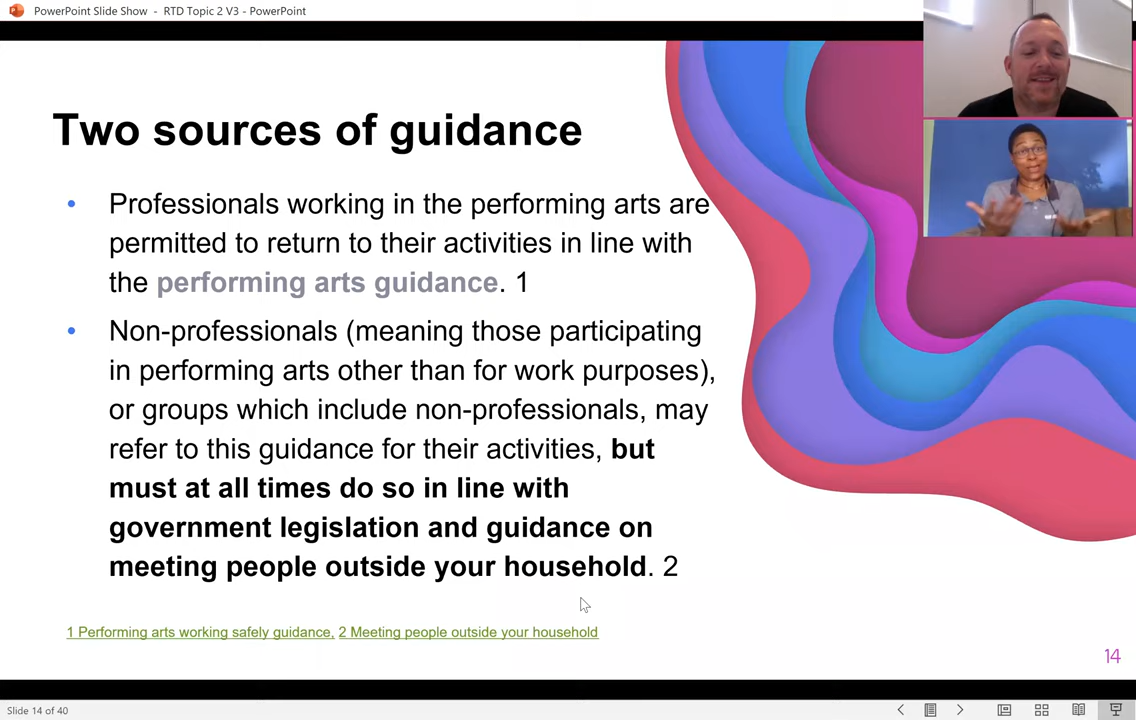 PowerPoint Slide Show - RTD Topic 2 V3 - PowerPoint
Two sources of guidance
• Professionals working in the performing arts are
permitted to return to their activities in line with
the performing arts guidance. 1
• Non-professionals (meaning those participating
in performing arts other than for work purposes),
or groups which include non-professionals, may
refer to this guidance for their activities, but
must at all times do so in line with
government legislation and guidance on
meeting people outside your household. 2
1 Performing arts working safely guidance, 2 Meeting people outside your household
14
Slide 14 of 40